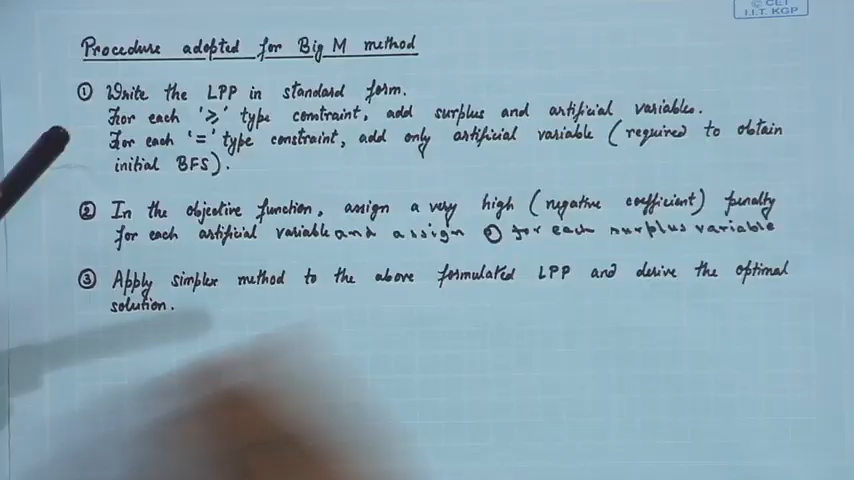 © CET
I.I.T. KGP
Procedure adopted for Big M method
① Write the LPP in standard form.
For each '≥' type constraint, add surplus and artificial variables.
For each '=' type constraint, add only artificial variable (required to obtain
initial BFS).
② In the objective function, assign a very high (negative coefficient) penalty
for each artificial variable and assign 0 for each surplus variable
③ Apply simplex method to the above formulated LPP and derive the optimal
solution.